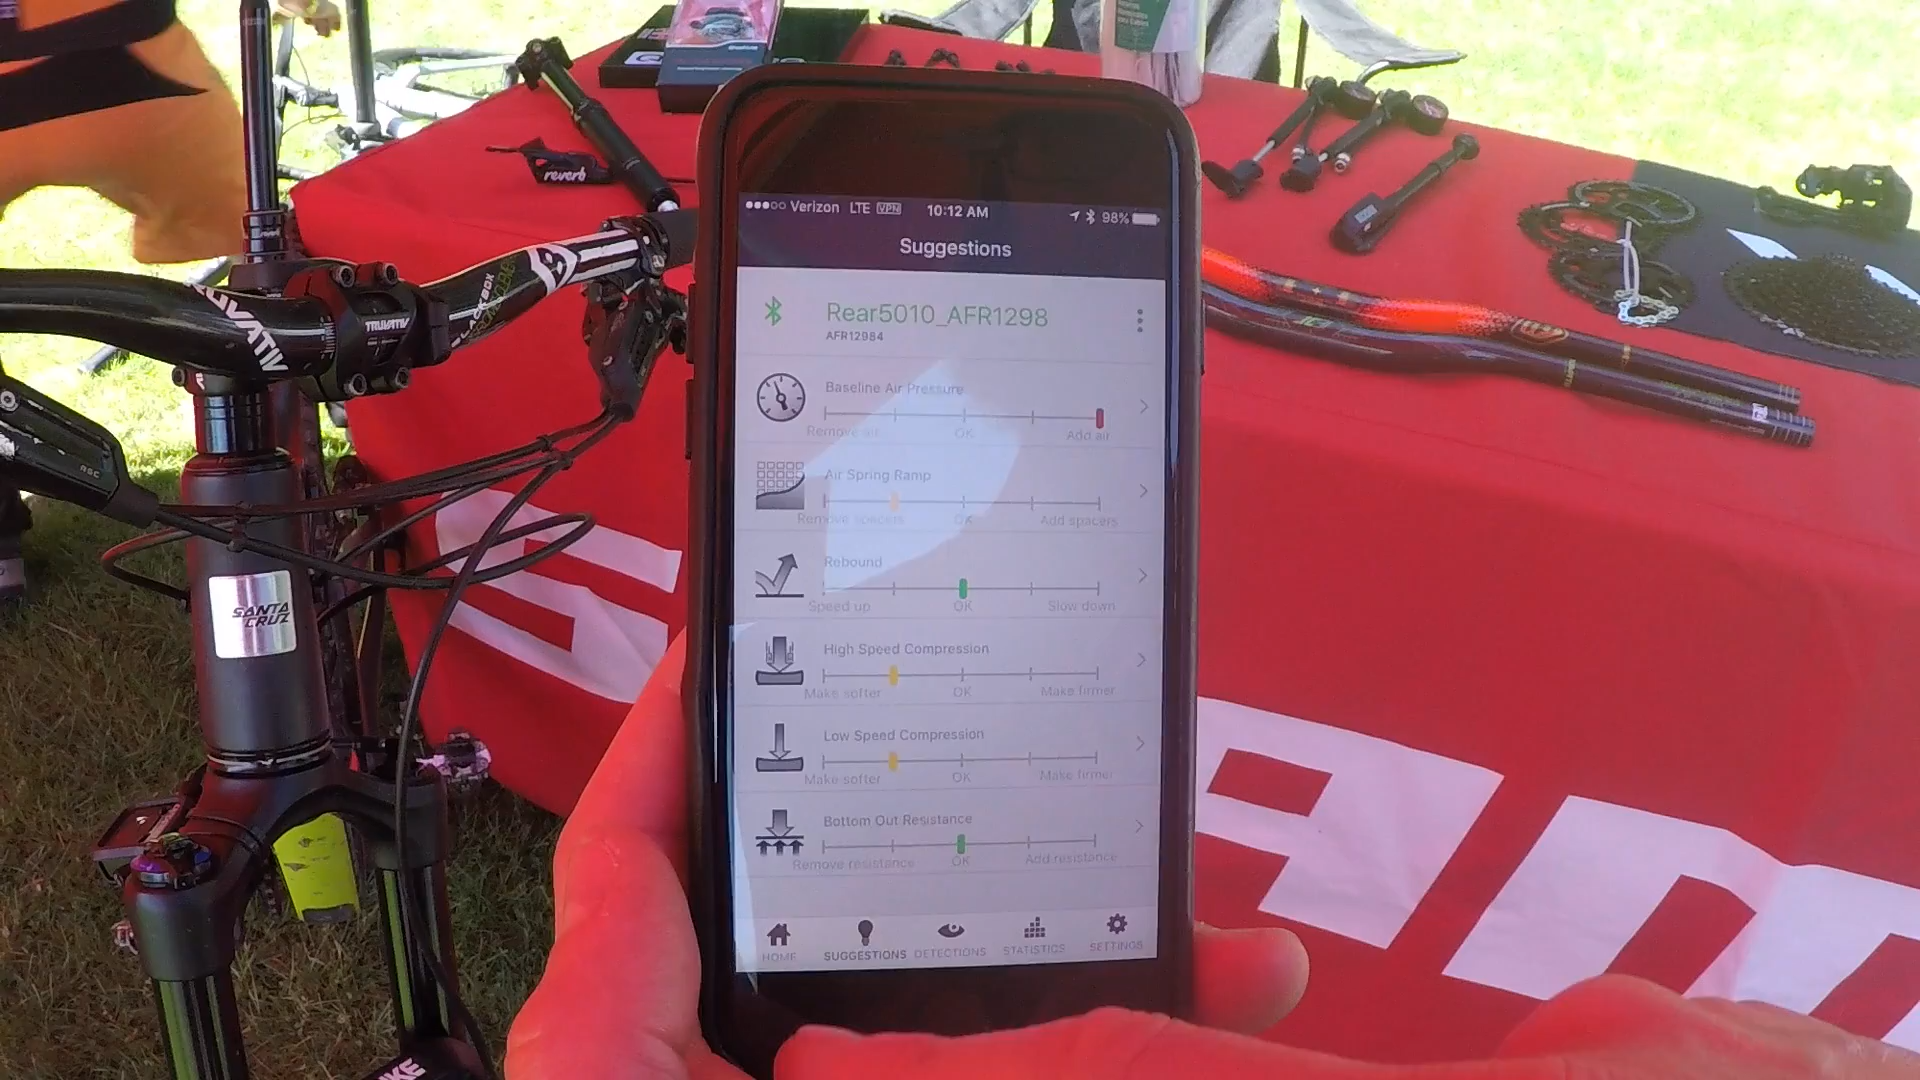 reverb
Verizon LTE VPN 10:12 AM 98%
Suggestions
Rear5010_AFR1298
AFR12984
Baseline Air Pressure
Remove air OK Add air
Air Spring Ramp
Remove spacers OK Add spacers
Rebound
Speed up OK Slow down
High Speed Compression
Make softer OK Make firmer
Low Speed Compression
Make softer OK Make firmer
Bottom Out Resistance
Remove resistance OK Add resistance
HOME SUGGESTIONS DETECTIONS STATISTICS SETTINGS
TRUVATIV
TRUVATIV
BLACKBOX
SANTA
CRUZ
S
AM